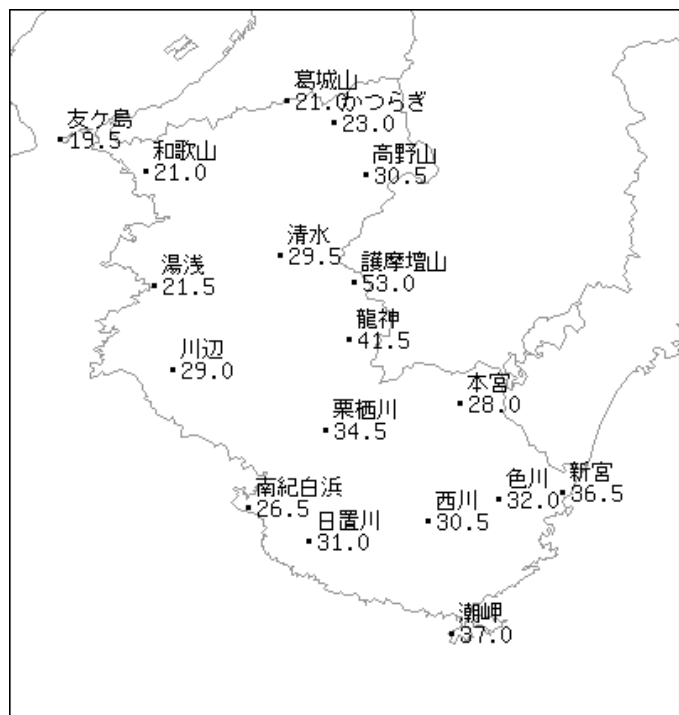 葛城山
21.0
かつらぎ
23.0
友ケ島
19.5
和歌山
21.0
高野山
30.5
清水
29.5
湯浅
21.5
護摩壇山
53.0
龍神
41.5
川辺
29.0
本宮
28.0
栗栖川
34.5
南紀白浜
26.5
日置川
31.0
西川
30.5
色川
32.0
新宮
36.5
潮岬
37.0